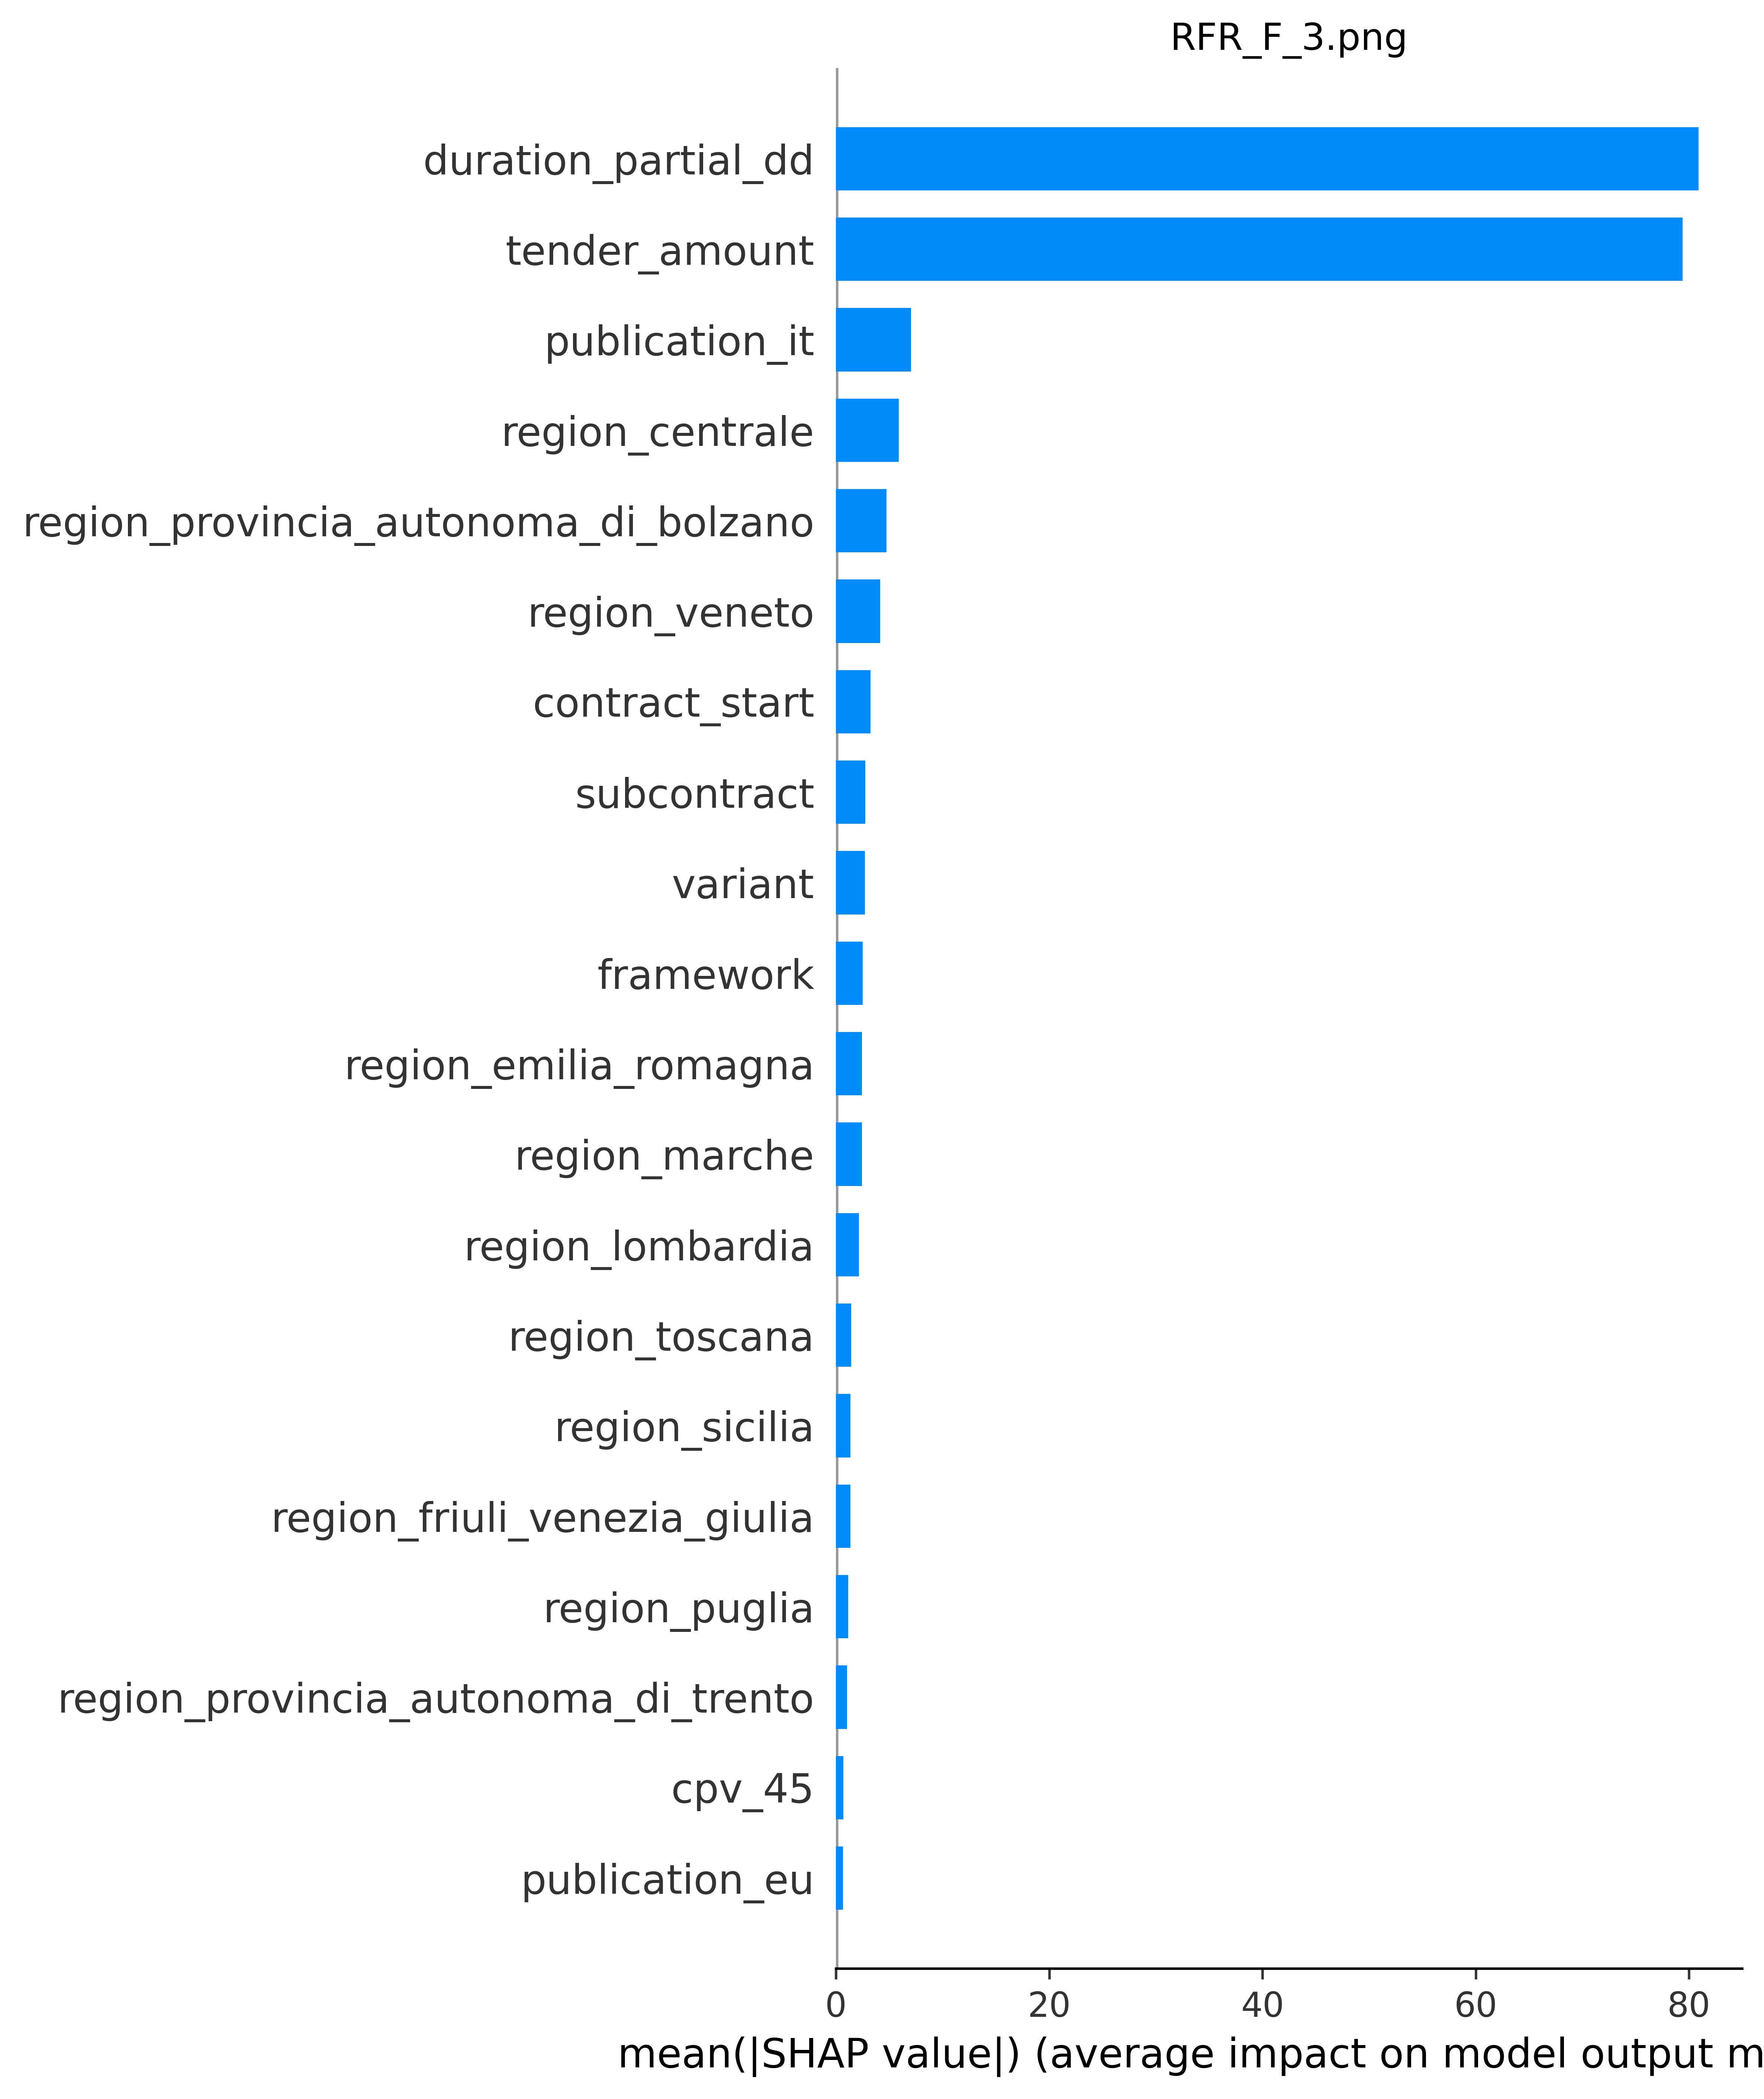 RFR_F_3.png
duration_partial_dd
tender_amount
publication_it
region_centrale
region_provincia_autonoma_di_bolzano
region_veneto
contract_start
subcontract
variant
framework
region_emilia_romagna
region_marche
region_lombardia
region_toscana
region_sicilia
region_friuli_venezia_giulia
region_puglia
region_provincia_autonoma_di_trento
cpv_45
publication_eu
0 20 40 60 80
mean(|SHAP value|) (average impact on model output m